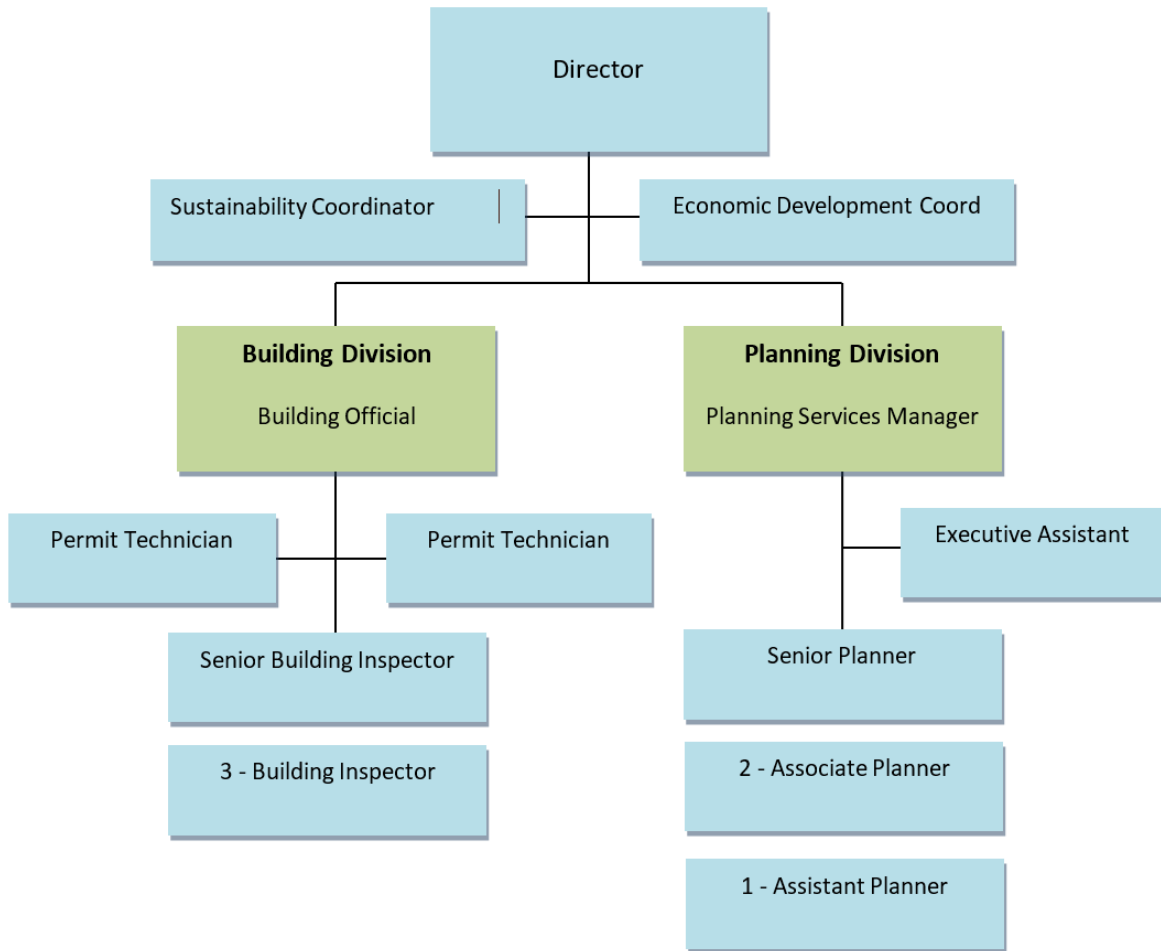 Director
Sustainability Coordinator
Economic Development Coord
Building Division
Building Official
Planning Division
Planning Services Manager
Permit Technician
Permit Technician
Executive Assistant
Senior Building Inspector
Senior Planner
3 - Building Inspector
2 - Associate Planner
1 - Assistant Planner